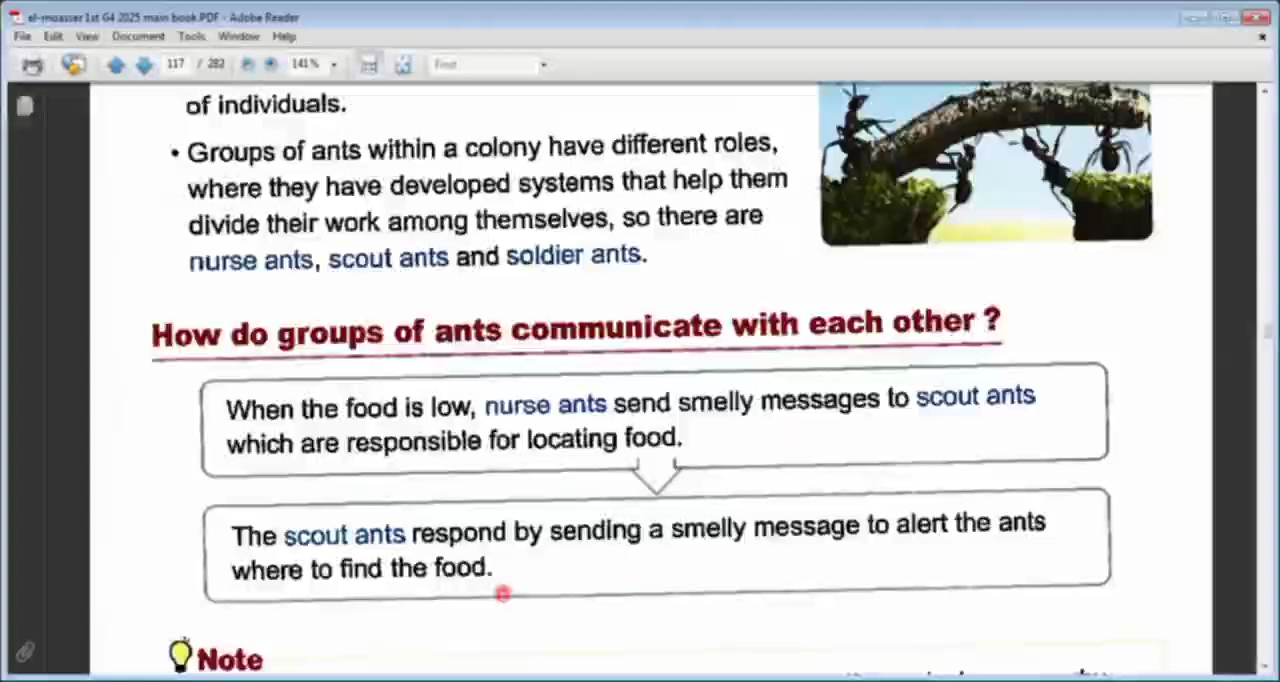 el-moasser 1st G4 2025 main book.PDF - Adobe Reader
File Edit View Document Tools Window Help
117 / 282 141% Find
of individuals.
• Groups of ants within a colony have different roles,
where they have developed systems that help them
divide their work among themselves, so there are
nurse ants, scout ants and soldier ants.
How do groups of ants communicate with each other ?
When the food is low, nurse ants send smelly messages to scout ants
which are responsible for locating food.
The scout ants respond by sending a smelly message to alert the ants
where to find the food.
Note